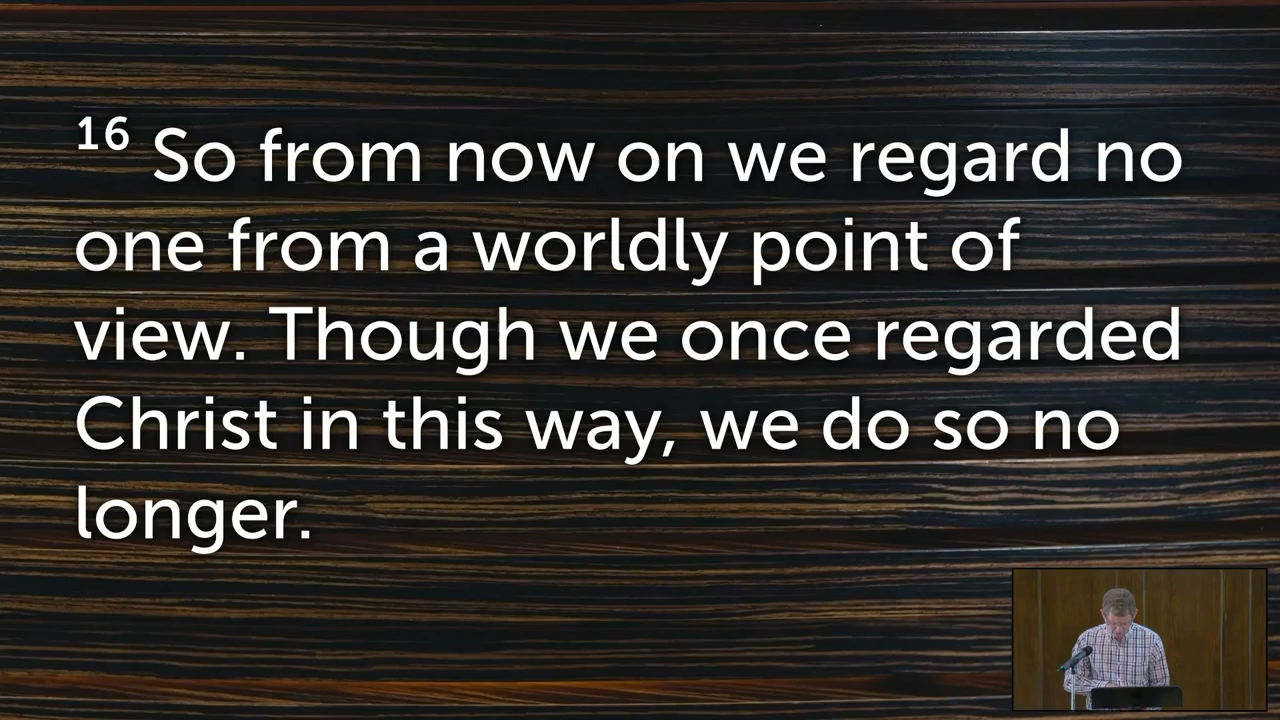 16 So from now on we regard no
one from a worldly point of
view. Though we once regarded
Christ in this way, we do so no
longer.